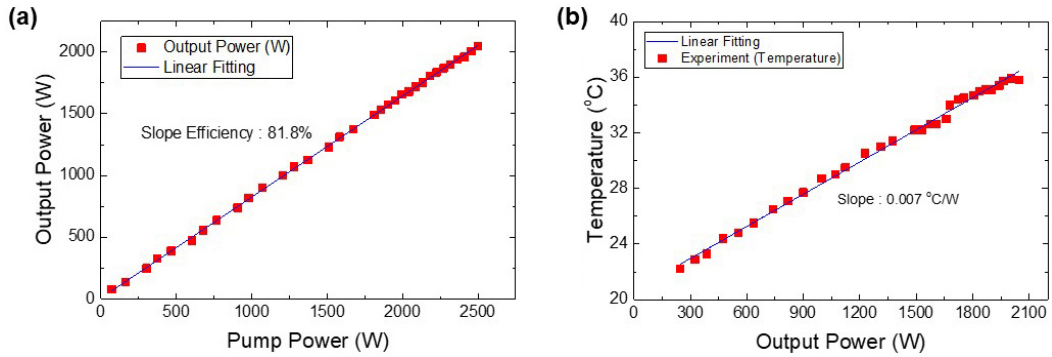 (a)
Output Power (W)
2000
1500
1000
500
0
Output Power (W)
Linear Fitting
Slope Efficiency : 81.8%
0 500 1000 1500 2000 2500
Pump Power (W)
(b)
Temperature (°C)
40
36
32
28
24
20
Linear Fitting
Experiment (Temperature)
Slope : 0.007 °C/W
0 300 600 900 1200 1500 1800 2100
Output Power (W)